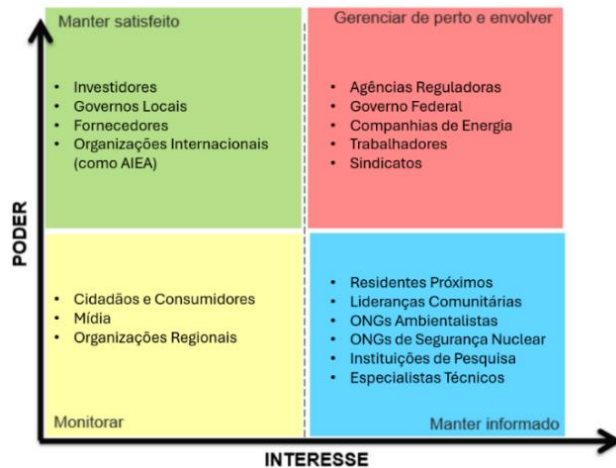 Manter satisfeito
• Investidores
• Governos Locais
• Fornecedores
• Organizações Internacionais
(como AIEA)
Gerenciar de perto e envolver
• Agências Reguladoras
• Governo Federal
• Companhias de Energia
• Trabalhadores
• Sindicatos
PODER
• Cidadãos e Consumidores
• Mídia
• Organizações Regionais
Monitorar
• Residentes Próximos
• Lideranças Comunitárias
• ONGs Ambientalistas
• ONGs de Segurança Nuclear
• Instituições de Pesquisa
• Especialistas Técnicos
Manter informado
INTERESSE